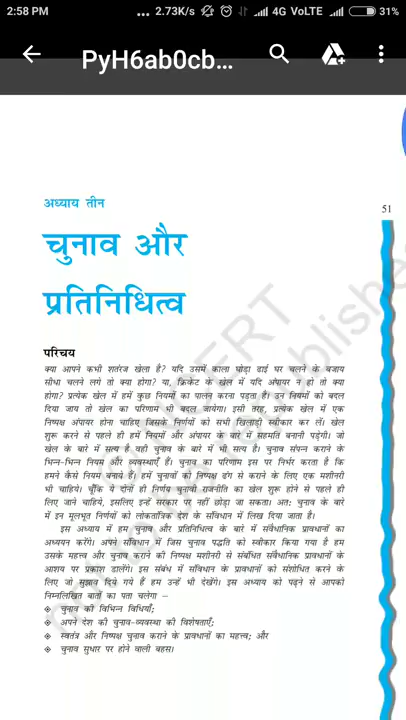 2:58 PM
... 2.73K/s 4G VoLTE 31%
PyH6ab0cb...
अध्याय तीन
51
चुनाव और
प्रतिनिधित्व
परिचय
क्या आपने कभी शतरंज खेला है? यदि उसमें काला घोड़ा ढाई घर चलने के बजाय
सीधा चलने लगे तो क्या होगा? या, क्रिकेट के खेल में यदि अंपायर न हो तो क्या
होगा? प्रत्येक खेल में हमें कुछ नियमों का पालन करना पड़ता है। उन नियमों को बदल
दिया जाय तो खेल का परिणाम भी बदल जायेगा। इसी तरह, प्रत्येक खेल में एक
निष्पक्ष अंपायर होना चाहिए जिसके निर्णयों को सभी खिलाड़ी स्वीकार कर लें। खेल
शुरू करने से पहले ही हमें नियमों और अंपायर के बारे में सहमति बनानी पड़ेगी। जो
खेल के बारे में सत्य है वही चुनाव के बारे में भी सत्य है। चुनाव संपन्न कराने के
भिन्न-भिन्न नियम और व्यवस्थाएँ हैं। चुनाव का परिणाम इस पर निर्भर करता है कि
हमने कैसे नियम बनाये हैं। हमें चुनावों को निष्पक्ष ढंग से कराने के लिए एक मशीनरी
भी चाहिये। चूँकि ये दोनों ही निर्णय चुनावी राजनीति का खेल शुरू होने से पहले ही
लिए जाने चाहिये, इसलिए इन्हें सरकार पर नहीं छोड़ा जा सकता। अतः चुनाव के बारे
में इन मूलभूत निर्णयों को लोकतांत्रिक देश के संविधान में लिख दिया जाता है।
इस अध्याय में हम चुनाव और प्रतिनिधित्व के बारे में संवैधानिक प्रावधानों का
अध्ययन करेंगे। अपने संविधान में जिस चुनाव पद्धति को स्वीकार किया गया है हम
उसके महत्त्व और चुनाव कराने की निष्पक्ष मशीनरी से संबंधित संवैधानिक प्रावधानों के
आशय पर प्रकाश डालेंगे। इस संबंध में संविधान के प्रावधानों को संशोधित करने के
लिए जो सुझाव दिये गये हैं हम उन्हें भी देखेंगे। इस अध्याय को पढ़ने से आपको
निम्नलिखित बातों का पता चलेगा –
❖ चुनाव की विभिन्न विधियाँ;
❖ अपने देश की चुनाव-व्यवस्था की विशेषताएँ;
❖ स्वतंत्र और निष्पक्ष चुनाव कराने के प्रावधानों का महत्त्व; और
❖ चुनाव सुधार पर होने वाली बहस।